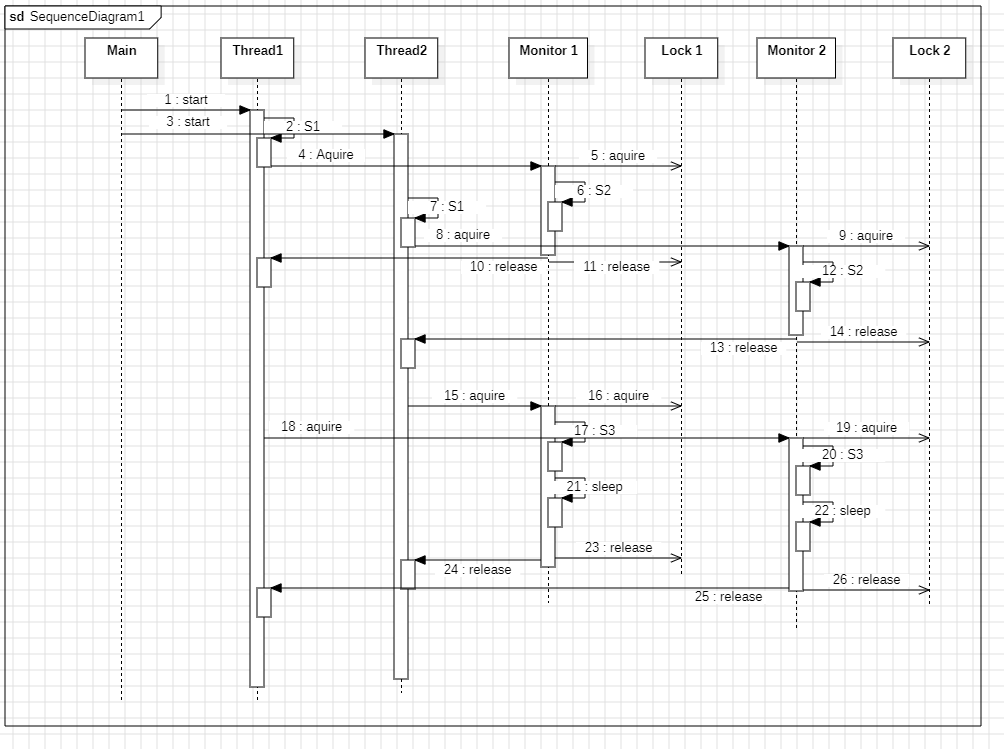 sd SequenceDiagram1
Main
Thread1
Thread2
Monitor 1
Lock 1
Monitor 2
Lock 2
1 : start
3 : start
2 : S1
4 : Aquire
5 : aquire
6 : S2
7 : S1
8 : aquire
9 : aquire
10 : release
11 : release
12 : S2
14 : release
13 : release
15 : aquire
16 : aquire
18 : aquire
17 : S3
19 : aquire
20 : S3
21 : sleep
22 : sleep
23 : release
24 : release
26 : release
25 : release